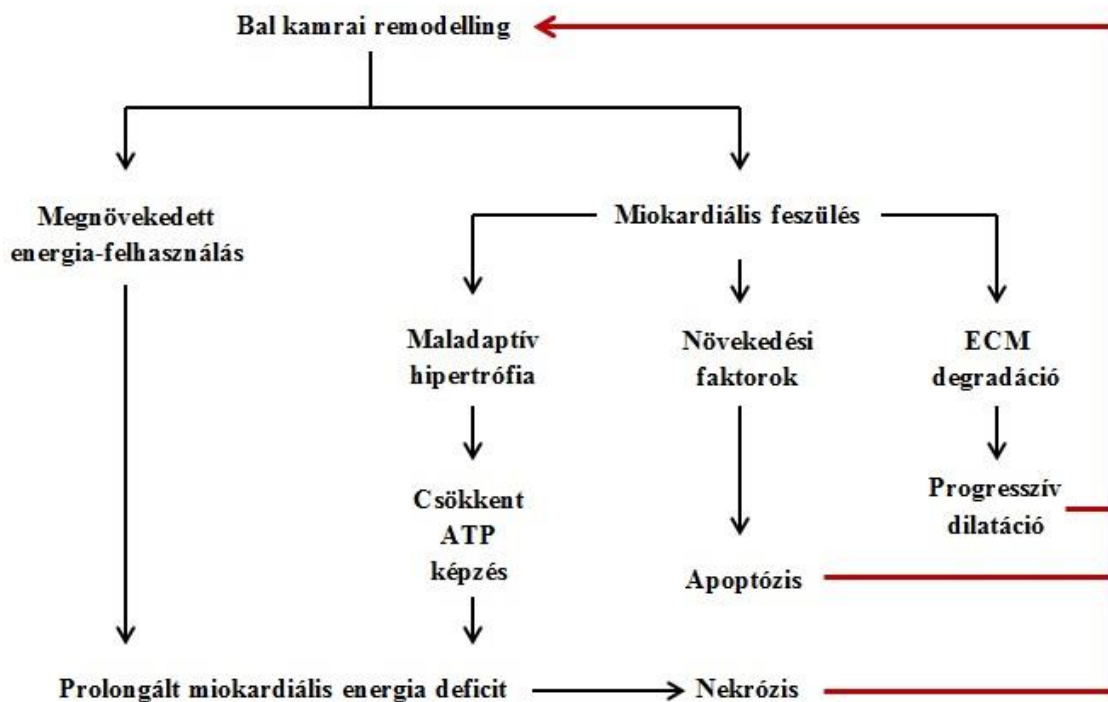 Bal kamrai remodelling
Megnövekedett
energia-felhasználás
Miokardiális feszülés
Maladaptív
hipertrófia
Növekedési
faktorok
ECM
degradáció
Csökkent
ATP
képzés
Progresszív
dilatáció
Apoptózis
Prolongált miokardiális energia deficit
Nekrózis